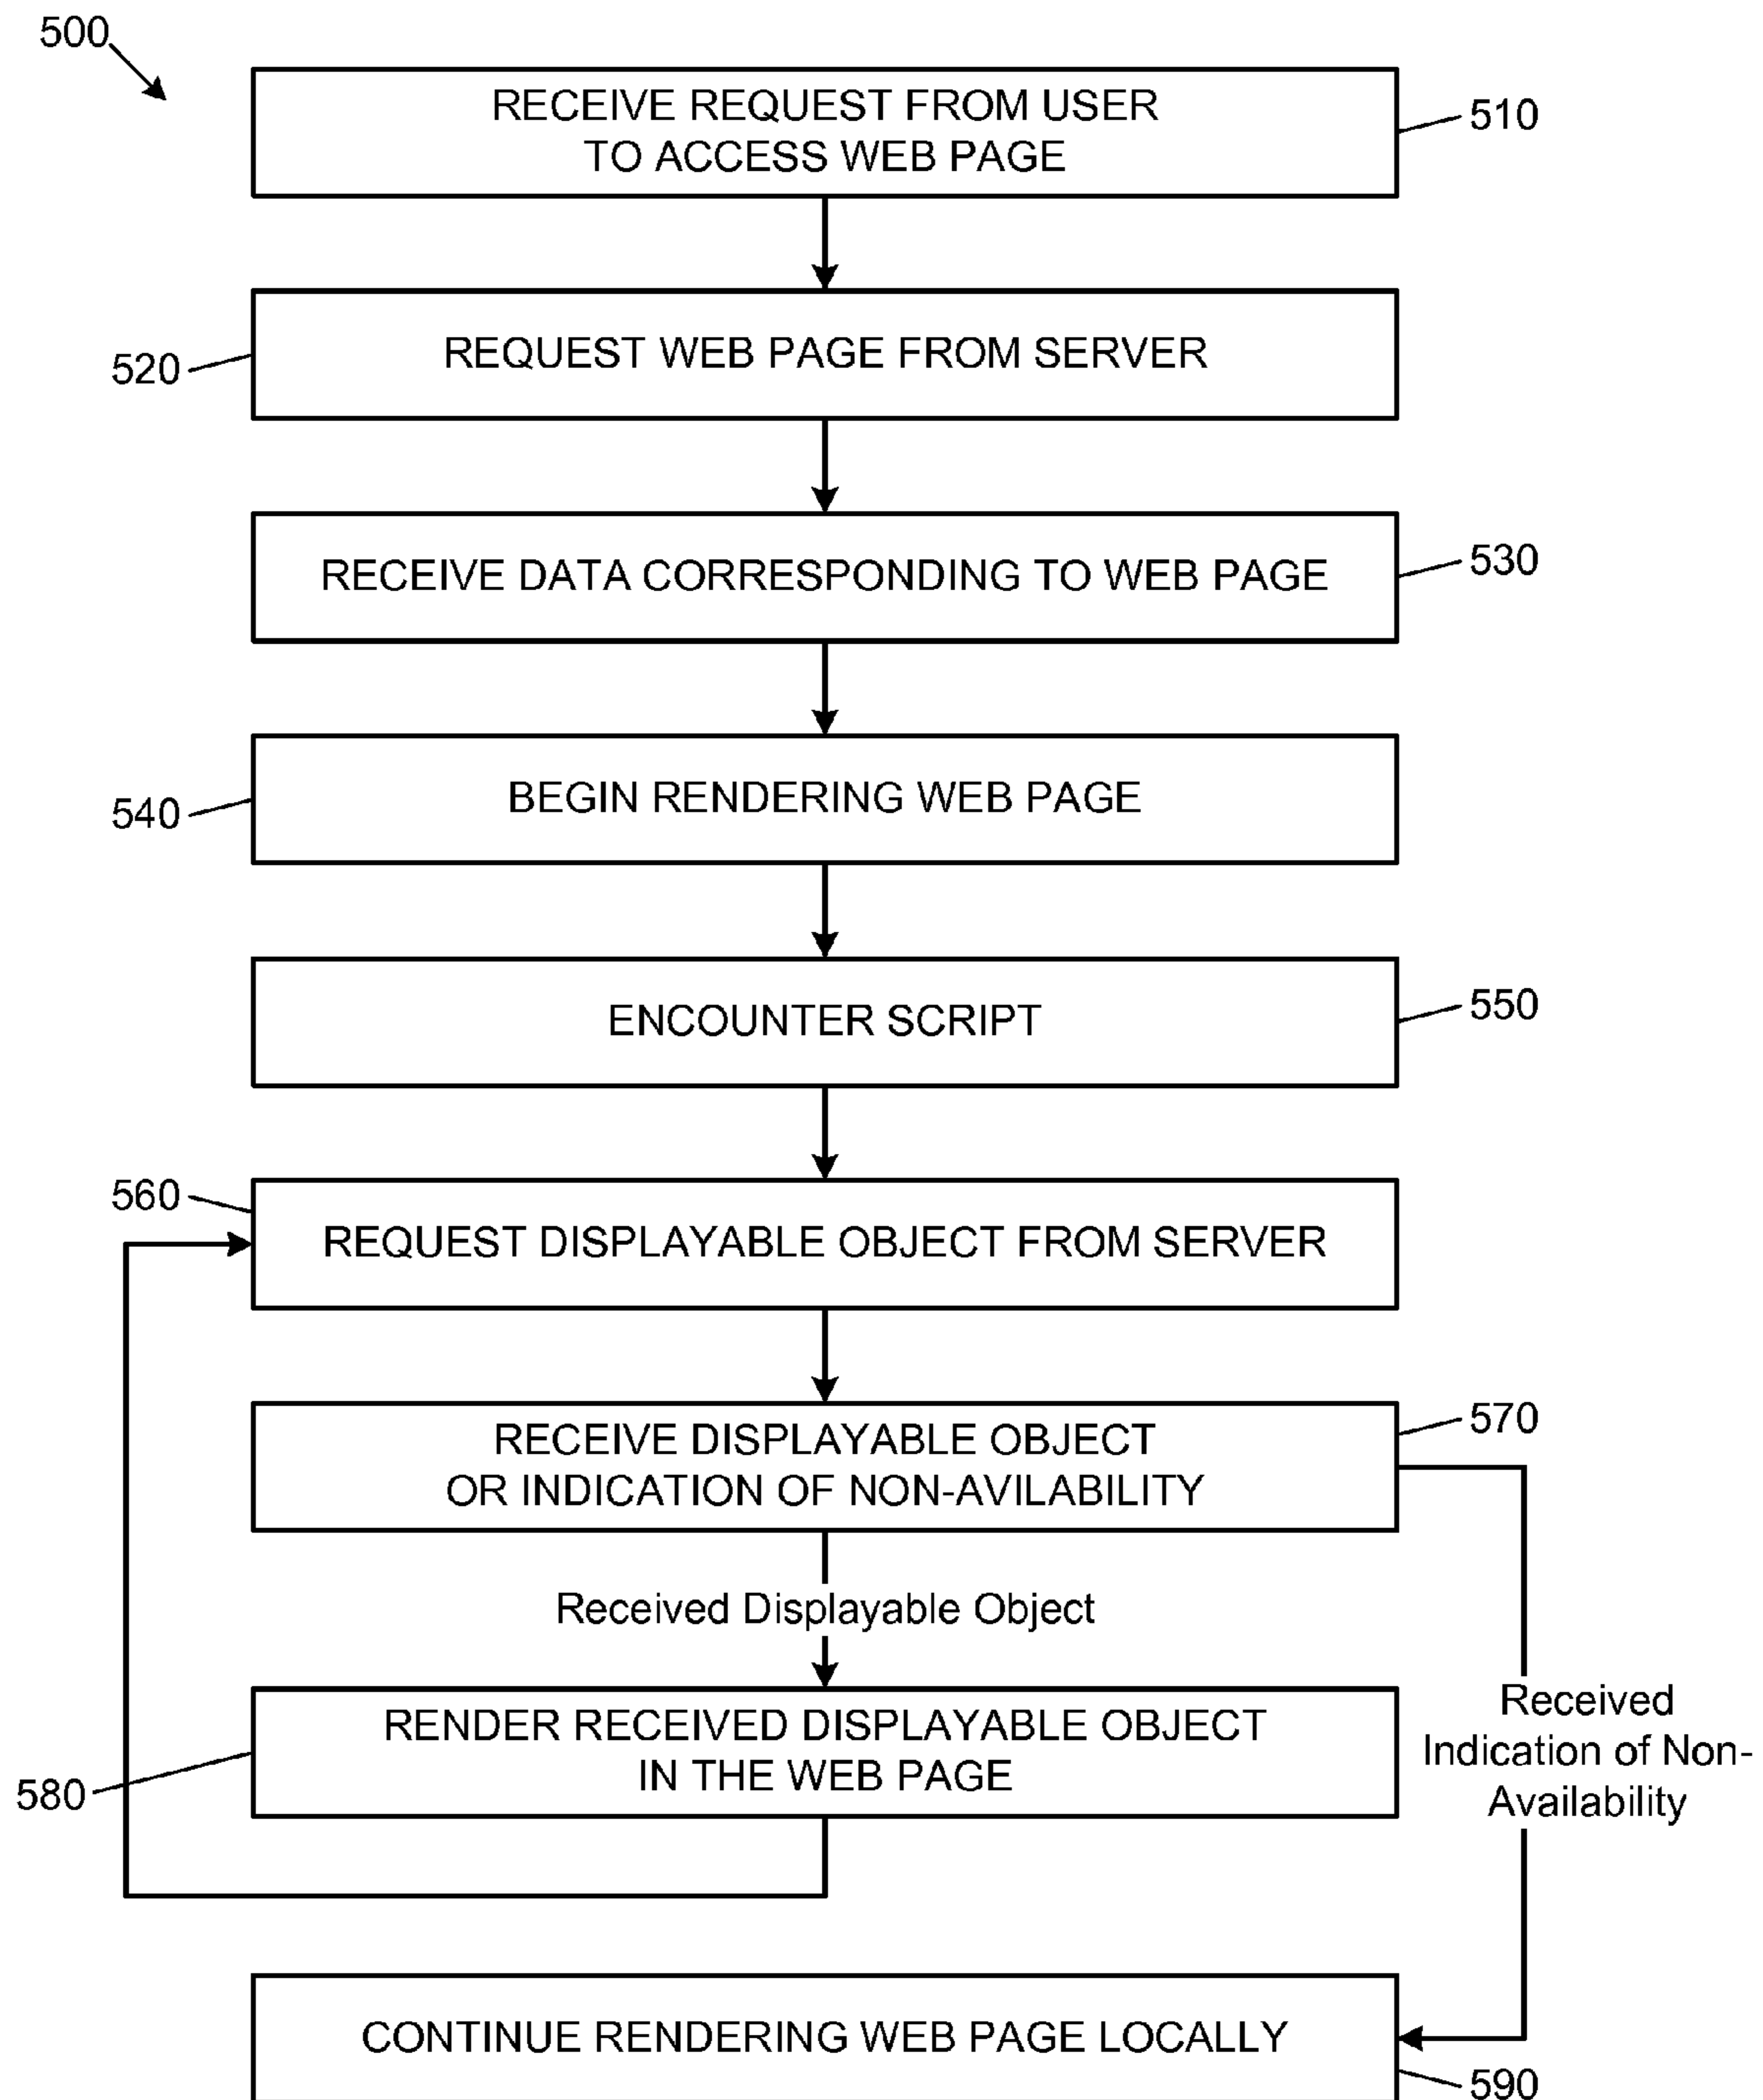 500
RECEIVE REQUEST FROM USER
TO ACCESS WEB PAGE
510
REQUEST WEB PAGE FROM SERVER
520
RECEIVE DATA CORRESPONDING TO WEB PAGE
530
BEGIN RENDERING WEB PAGE
540
ENCOUNTER SCRIPT
550
560
REQUEST DISPLAYABLE OBJECT FROM SERVER
RECEIVE DISPLAYABLE OBJECT
OR INDICATION OF NON-AVILABILITY
570
Received Displayable Object
RENDER RECEIVED DISPLAYABLE OBJECT
IN THE WEB PAGE
580
Received
Indication of Non-
Availability
CONTINUE RENDERING WEB PAGE LOCALLY
590